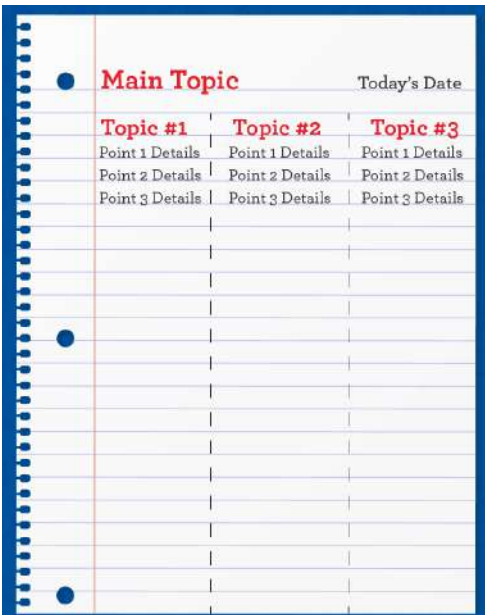 Main Topic Today's Date
Topic #1 Topic #2 Topic #3
Point 1 Details Point 1 Details Point 1 Details
Point 2 Details Point 2 Details Point 2 Details
Point 3 Details Point 3 Details Point 3 Details